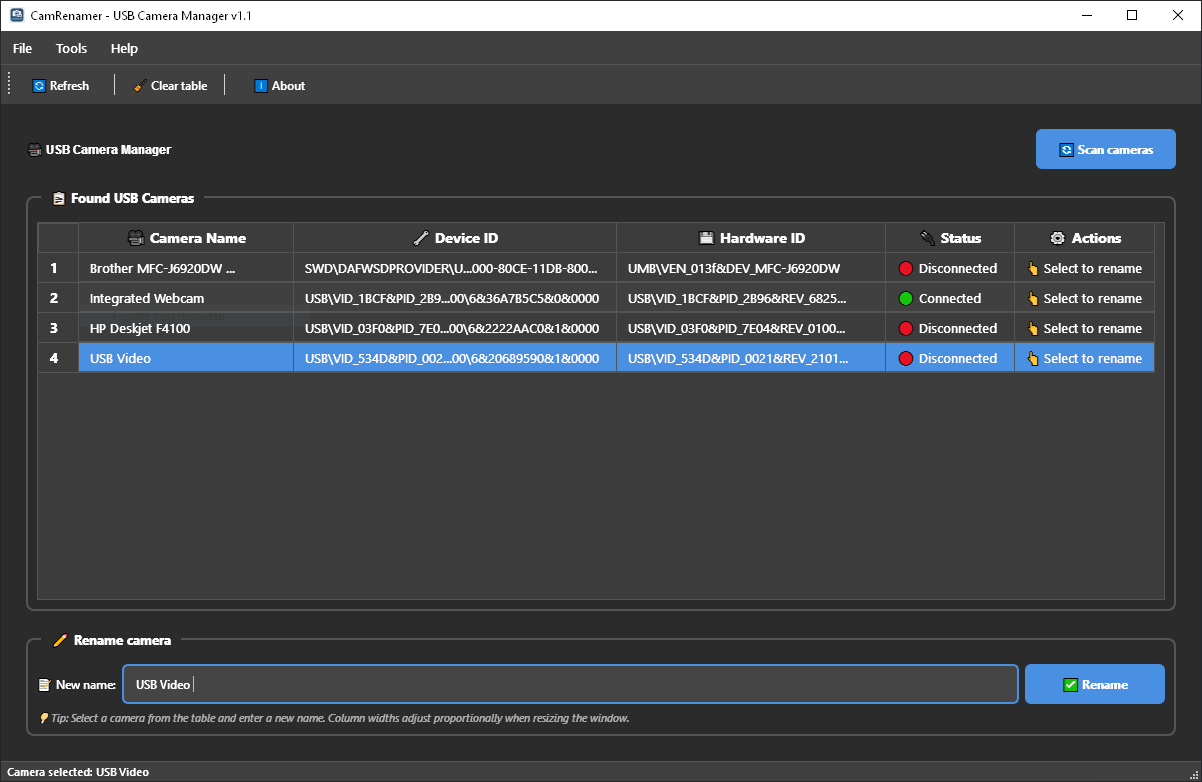 CamRenamer - USB Camera Manager v1.1
File Tools Help
Refresh Clear table About
USB Camera Manager
Scan cameras
Found USB Cameras
Camera Name Device ID Hardware ID Status Actions
1 Brother MFC-J6920DW ... SWD\DAFWSDPROVIDER\U...000-80CE-11DB-800... UMB\VEN_013f&DEV_MFC-J6920DW Disconnected Select to rename
2 Integrated Webcam USB\VID_1BCF&PID_2B9...00\6&36A7B5C5&0&0000 USB\VID_1BCF&PID_2B96&REV_6825... Connected Select to rename
3 HP Deskjet F4100 USB\VID_03F0&PID_7E0...00\6&2222AAC0&1&0000 USB\VID_03F0&PID_7E04&REV_0100... Disconnected Select to rename
4 USB Video USB\VID_534D&PID_002...00\6&20689590&1&0000 USB\VID_534D&PID_0021&REV_2101... Disconnected Select to rename
Rename camera
New name: USB Video Rename
Tip: Select a camera from the table and enter a new name. Column widths adjust proportionally when resizing the window.
Camera selected: USB Video